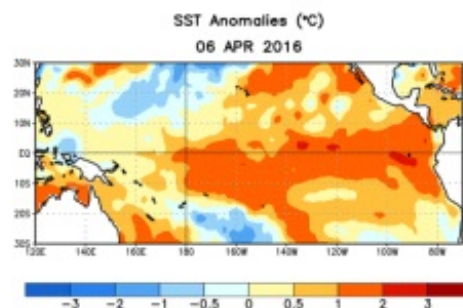 SST Anomalies (°C)
06 APR 2016
30N
20N
10N
EQ
10S
20S
30S
120E 140E 160E 180 160W 140W 120W 100W 80W
-3 -2 -1 -0.5 0 0.5 1 2 3